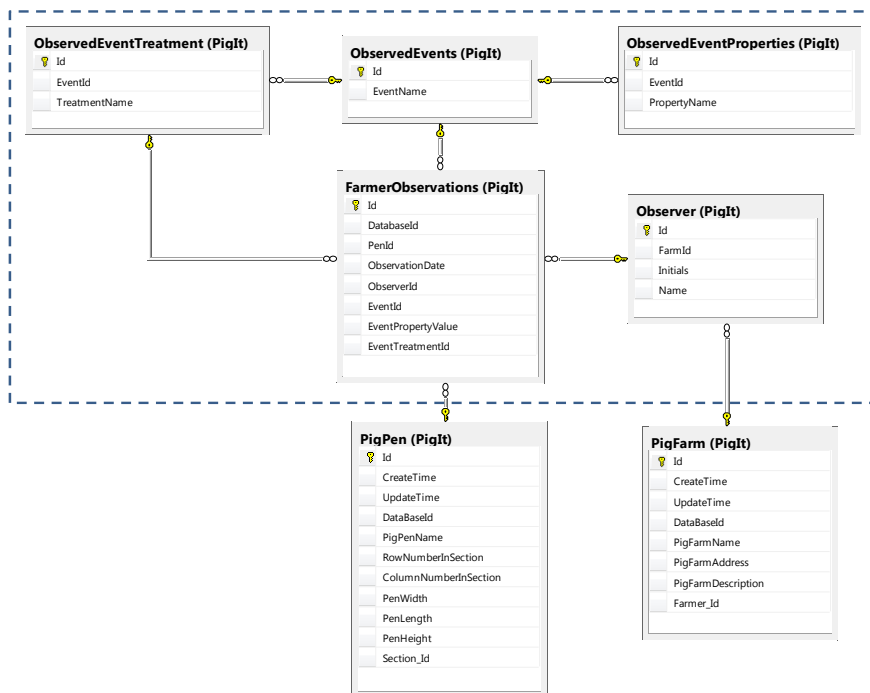 ObservedEventTreatment (PigIt)
Id
EventId
TreatmentName
ObservedEvents (PigIt)
Id
EventName
ObservedEventProperties (PigIt)
Id
EventId
PropertyName
FarmerObservations (PigIt)
Id
DatabaseId
PenId
ObservationDate
ObserverId
EventId
EventPropertyValue
EventTreatmentId
Observer (PigIt)
Id
FarmId
Initials
Name
PigPen (PigIt)
Id
CreateTime
UpdateTime
DataBaseId
PigPenName
RowNumberInSection
ColumnNumberInSection
PenWidth
PenLength
PenHeight
Section_Id
PigFarm (PigIt)
Id
CreateTime
UpdateTime
DataBaseId
PigFarmName
PigFarmAddress
PigFarmDescription
Farmer_Id